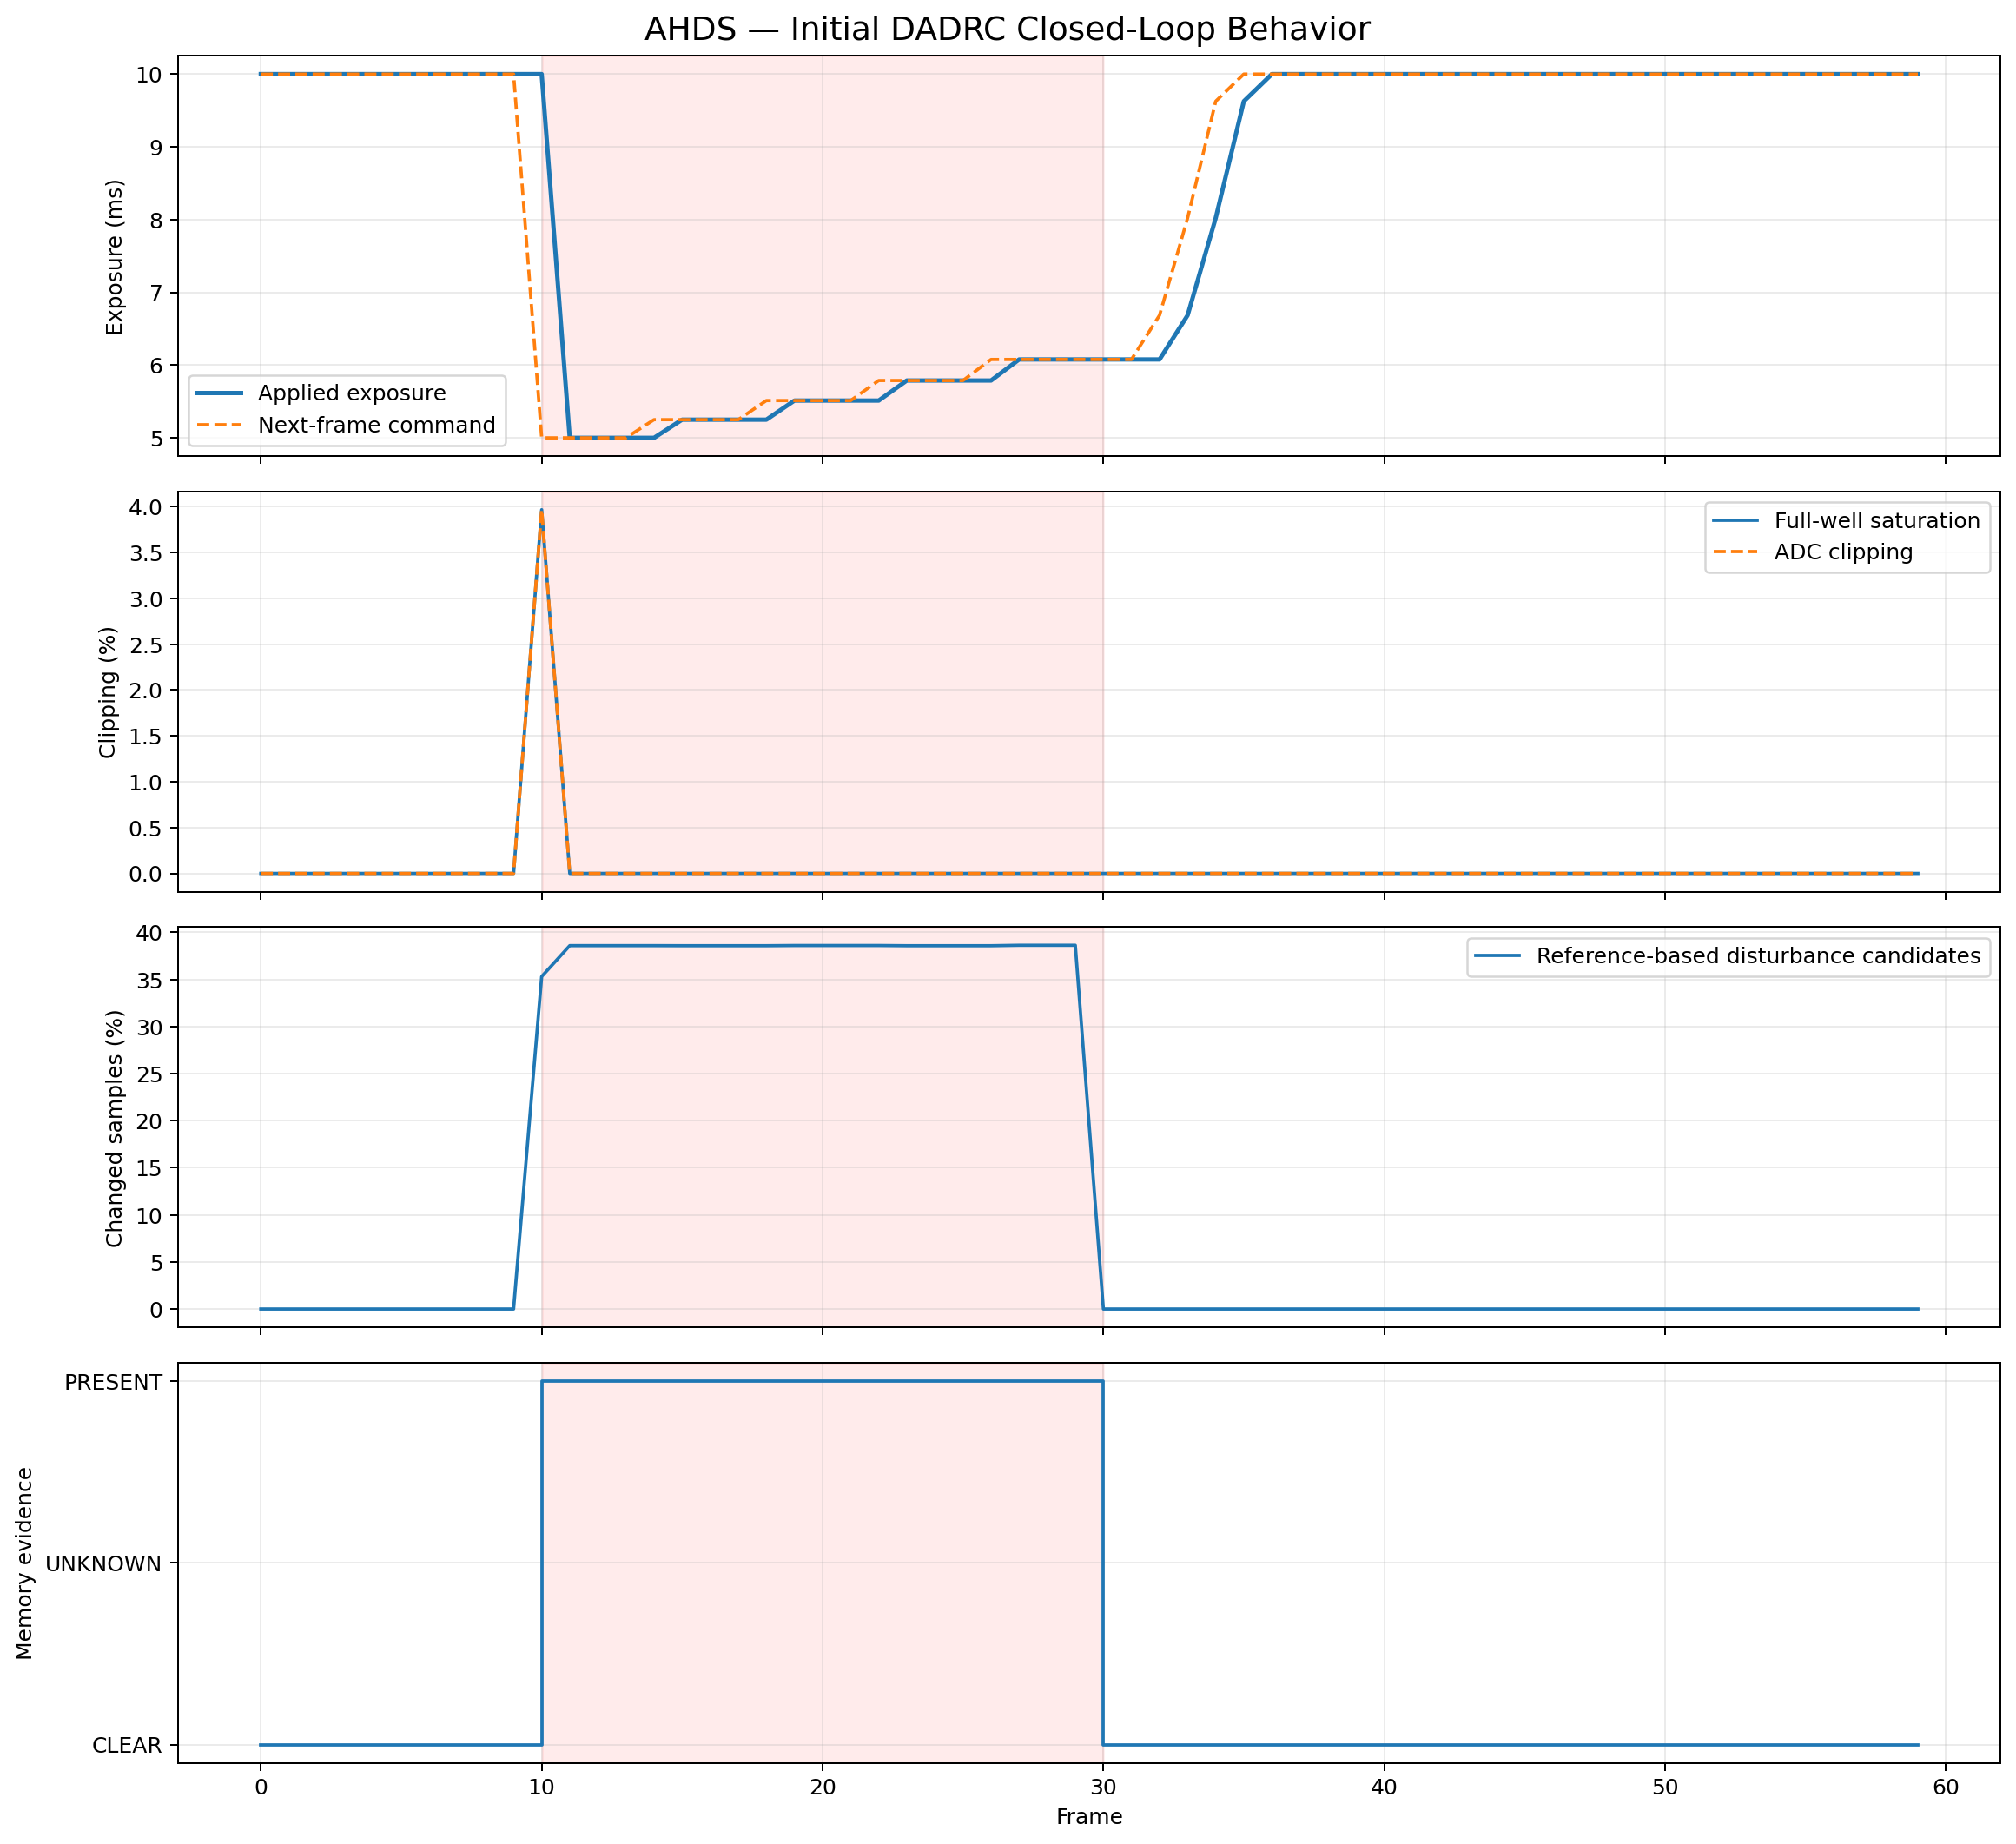 AHDS — Initial DADRC Closed-Loop Behavior
Exposure (ms)
10
9
8
7
6
5
Applied exposure
Next-frame command
Clipping (%)
4.0
3.5
3.0
2.5
2.0
1.5
1.0
0.5
0.0
Full-well saturation
ADC clipping
Changed samples (%)
40
35
30
25
20
15
10
5
0
Reference-based disturbance candidates
Memory evidence
PRESENT
UNKNOWN
CLEAR
0 10 20 30 40 50 60
Frame